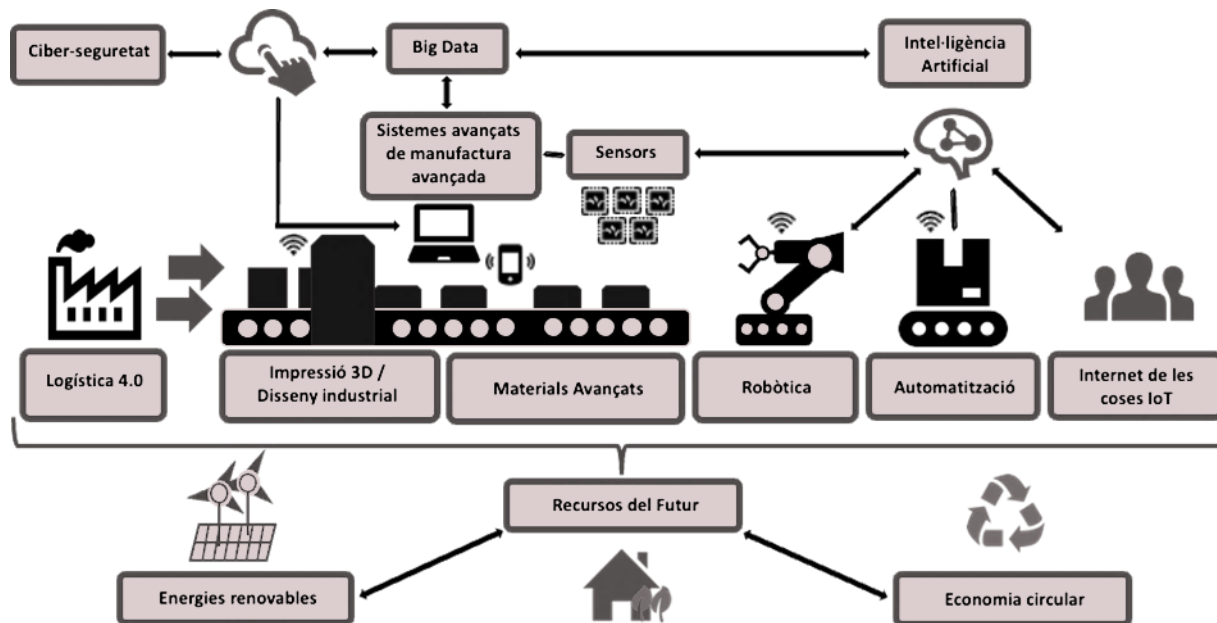 Ciber-seguretat
Big Data
Intel·ligència
Artificial
Sistemes avançats
de manufactura
avançada
Sensors
Logística 4.0
Impressió 3D /
Disseny industrial
Materials Avançats
Robòtica
Automatització
Internet de les
coses IoT
Recursos del Futur
Energies renovables
Economia circular